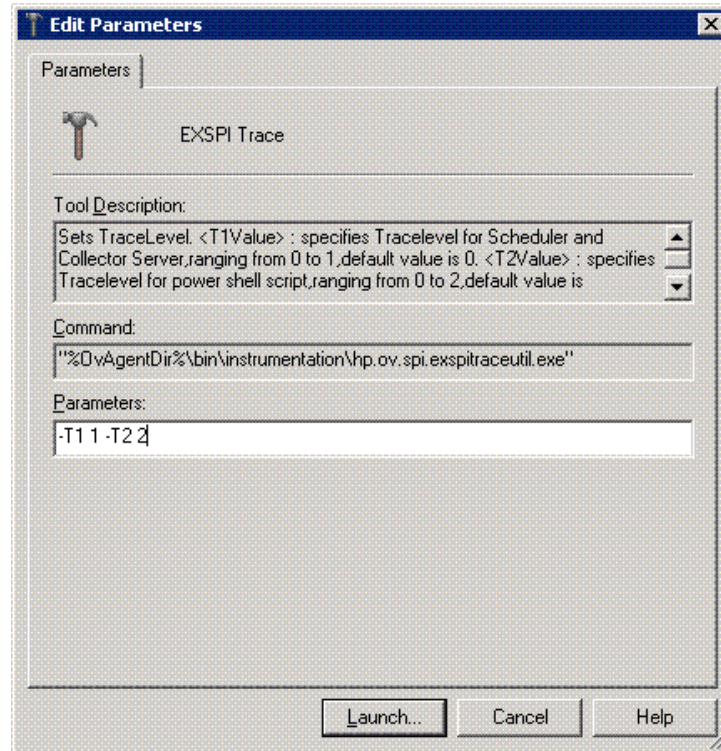 Edit Parameters
Parameters
EXSPI Trace
Tool Description:
Sets TraceLevel. <T1Value> : specifies Tracelevel for Scheduler and
Collector Server,ranging from 0 to 1,default value is 0. <T2Value> : specifies
Tracelevel for power shell script,ranging from 0 to 2,default value is
Command:
"%OvAgentDir%\bin\instrumentation\hp.ov.spi.exspitraceutil.exe"
Parameters:
-T1 1 -T2 2
Launch... Cancel Help